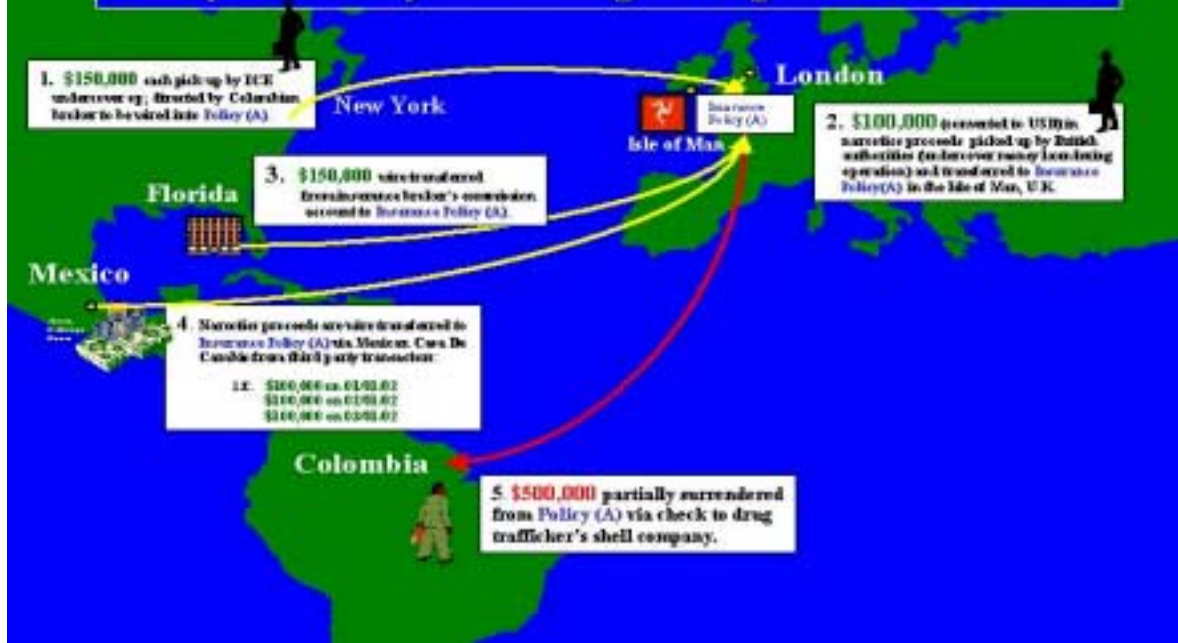 1. $150,000 cash pick up by ICE
undercover op; directed by Colombian
broker to be wired into Policy (A)
New York
London
Insurance
Policy (A)
Isle of Man
2. $100,000 (converted to USD) in
narcotics proceeds picked up by British
authorities (undercover money laundering
operation) and transferred to Insurance
Policy(A) in the Isle of Man, U.K.
3. $150,000 wire transferred
from insurance broker's commission
account to Insurance Policy (A).
Florida
Mexico
4. Narcotics proceeds are wire transferred to
Insurance Policy (A) via Mexican Casa De
Cambio from third party transactors:
$100,000 on 01/01/02
$100,000 on 02/01/02
$100,000 on 03/01/02
Colombia
5. $500,000 partially surrendered
from Policy (A) via check to drug
trafficker's shell company.